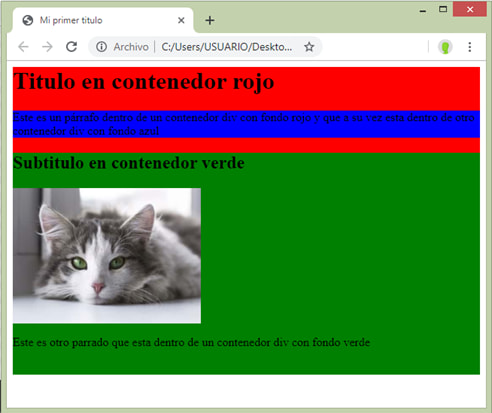 Mi primer titulo
Archivo | C:/Users/USUARIO/Deskto...
Titulo en contenedor rojo
Este es un parrafo dentro de un contenedor div con fondo rojo y que a su vez esta dentro de otro
contenedor div con fondo azul
Subtitulo en contenedor verde
Este es otro parrado que esta dentro de un contenedor div con fondo verde